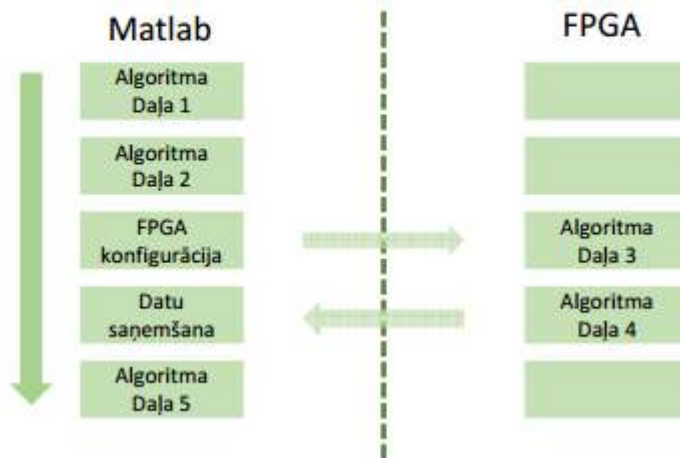 Matlab
FPGA
Algoritma
Daļa 1
Algoritma
Daļa 2
FPGA
konfigurācija
Algoritma
Daļa 3
Datu
saņemšana
Algoritma
Daļa 4
Algoritma
Daļa 5